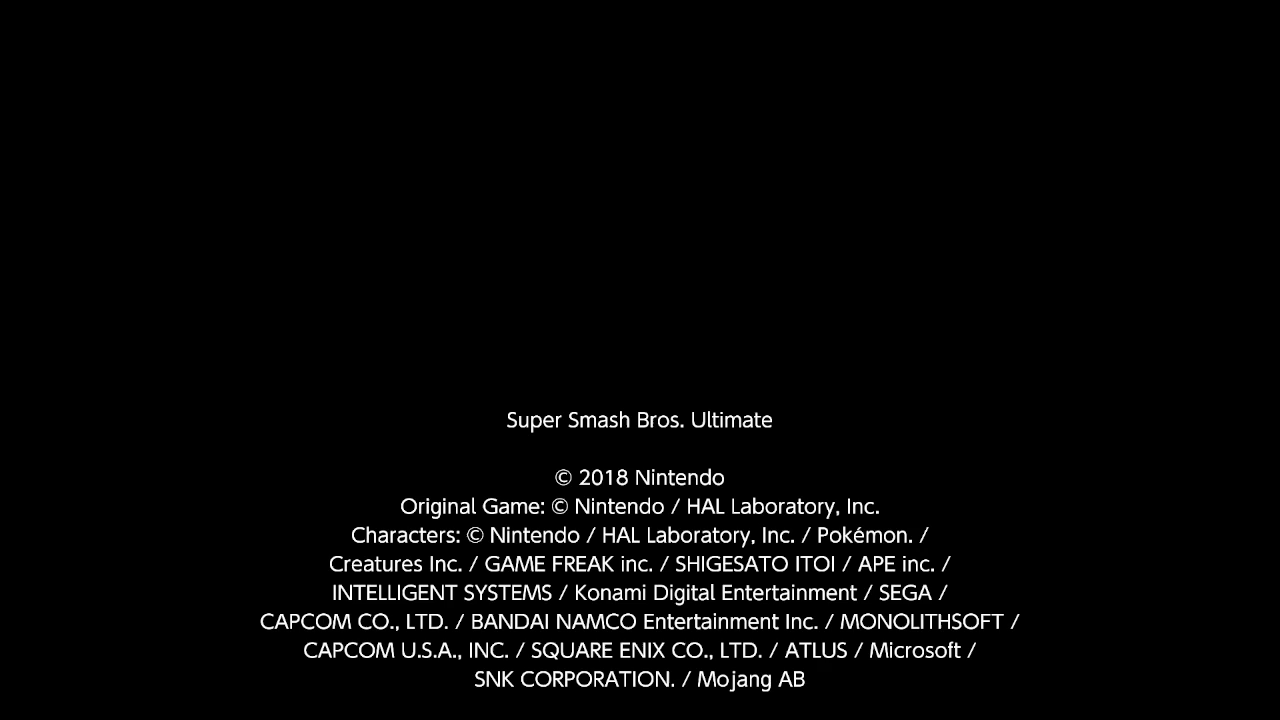 Super Smash Bros. Ultimate
© 2018 Nintendo
Original Game: © Nintendo / HAL Laboratory, Inc.
Characters: © Nintendo / HAL Laboratory, Inc. / Pokémon. /
Creatures Inc. / GAME FREAK inc. / SHIGESATO ITOI / APE inc. /
INTELLIGENT SYSTEMS / Konami Digital Entertainment / SEGA /
CAPCOM CO., LTD. / BANDAI NAMCO Entertainment Inc. / MONOLITHSOFT /
CAPCOM U.S.A., INC. / SQUARE ENIX CO., LTD. / ATLUS / Microsoft /
SNK CORPORATION. / Mojang AB